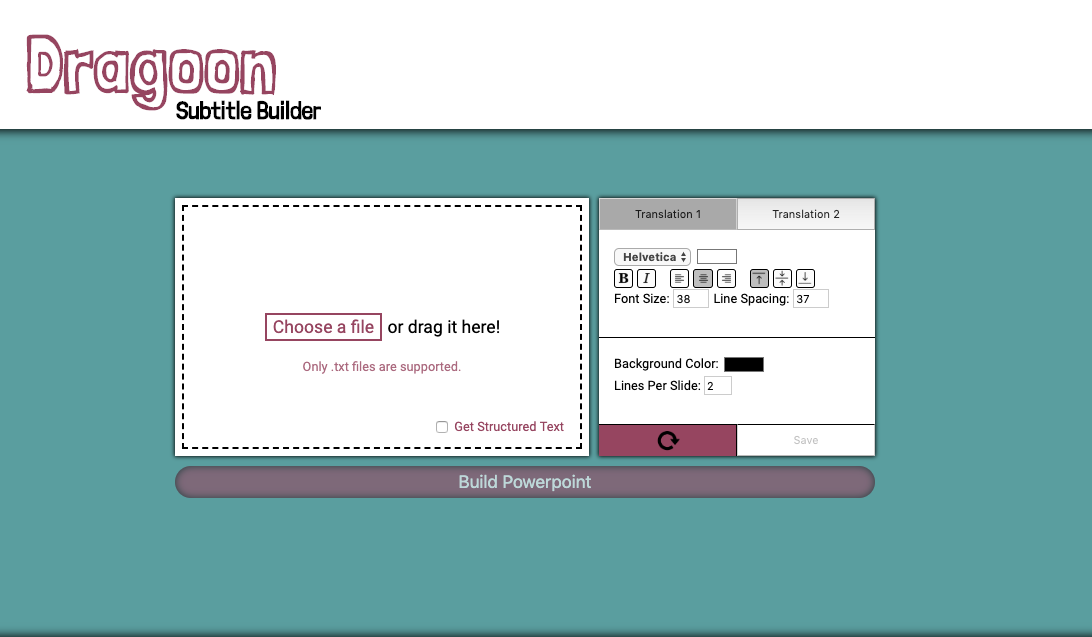 Dragoon
Subtitle Builder
Choose a file or drag it here!
Only .txt files are supported.
Get Structured Text
Translation 1 Translation 2
Helvetica
B I
Font Size: 38 Line Spacing: 37
Background Color:
Lines Per Slide: 2
Save
Build Powerpoint